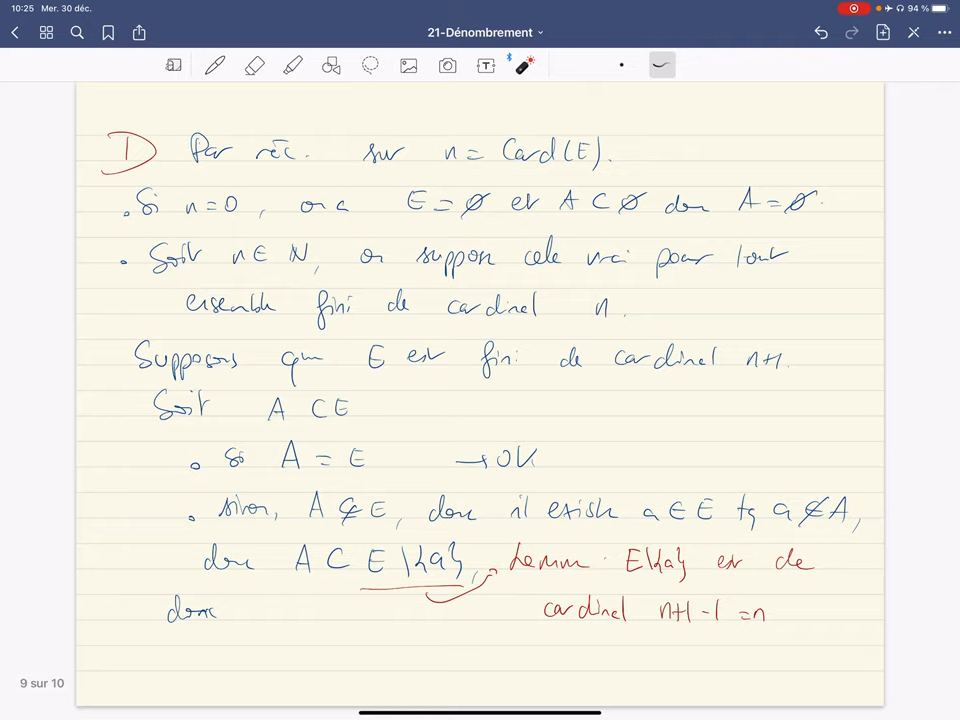 10:25 Mer. 30 déc.
94 %
21-Dénombrement
D Par réc. sur n = Card(E).
. Si n=0, on a E = ∅ et A ⊂ ∅ donc A = ∅.
. Soit n ∈ ℕ, on suppose cela vrai pour tout
ensemble fini de cardinal n.
Supposons que E est fini de cardinal n+1.
Soit A ⊂ E
. si A = E → OK
. sinon, A ⊊ E, donc il existe a ∈ E tq a ∉ A,
donc A ⊂ E\{a}, Lemme : E\{a} est de
donc cardinal n+1-1 = n
9 sur 10